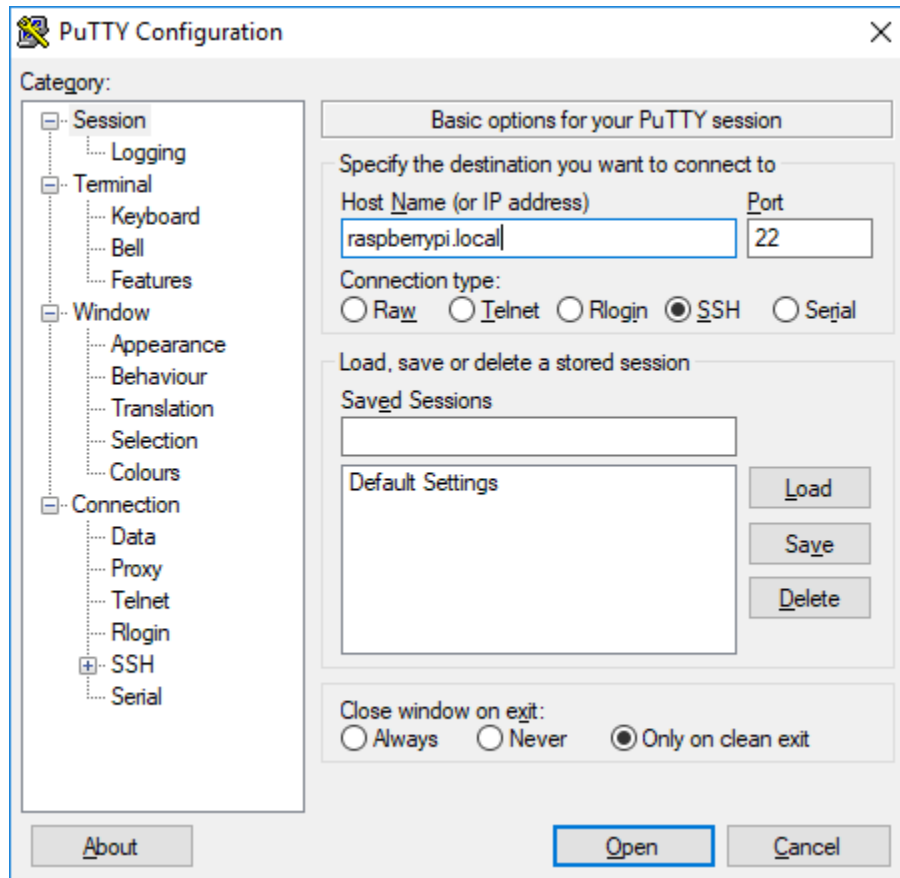 PuTTY Configuration
Category:
Session
Logging
Terminal
Keyboard
Bell
Features
Window
Appearance
Behaviour
Translation
Selection
Colours
Connection
Data
Proxy
Telnet
Rlogin
SSH
Serial
Basic options for your PuTTY session
Specify the destination you want to connect to
Host Name (or IP address) Port
raspberrypi.local 22
Connection type:
Raw Telnet Rlogin SSH Serial
Load, save or delete a stored session
Saved Sessions
Default Settings
Load
Save
Delete
Close window on exit:
Always Never Only on clean exit
About Open Cancel